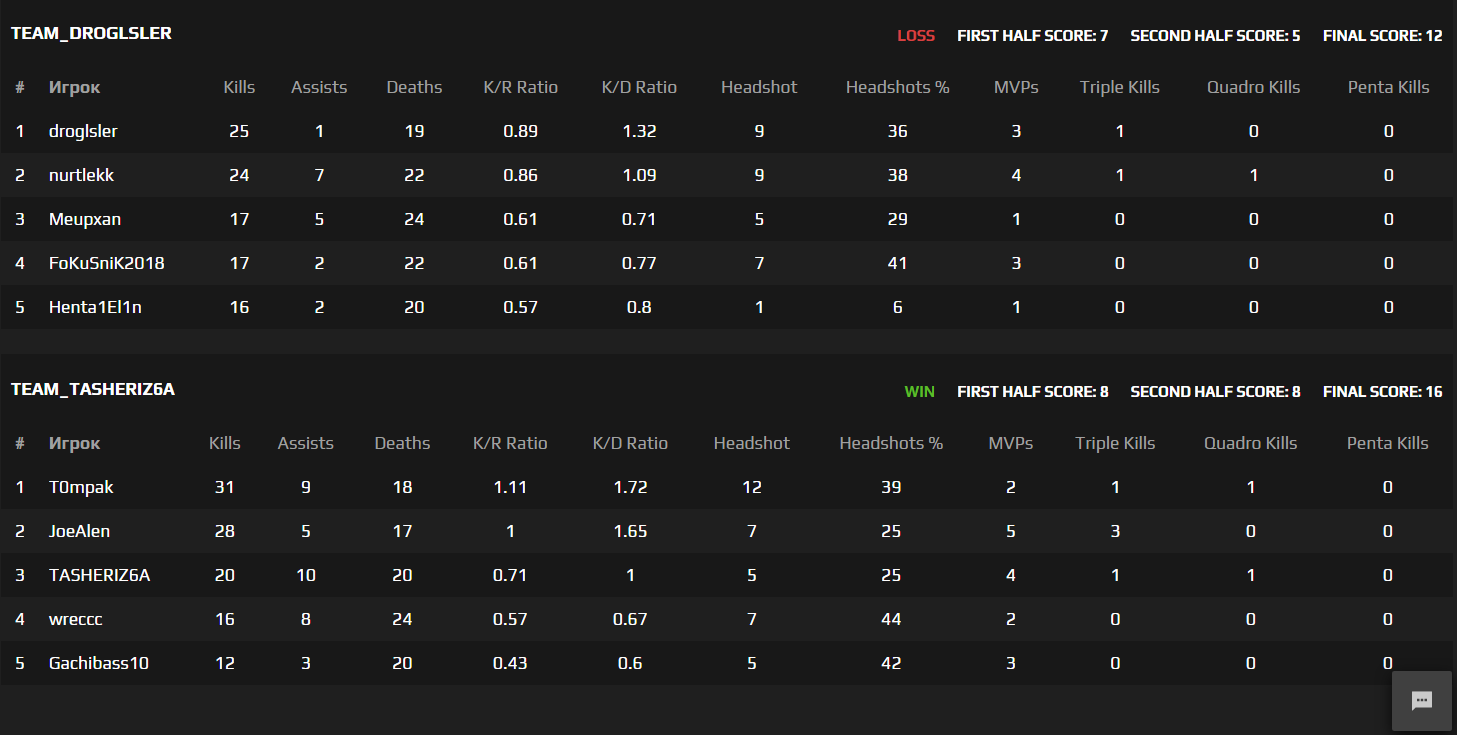 TEAM_DROGLSLER LOSS FIRST HALF SCORE: 7 SECOND HALF SCORE: 5 FINAL SCORE: 12
# Игрок Kills Assists Deaths K/R Ratio K/D Ratio Headshot Headshots % MVPs Triple Kills Quadro Kills Penta Kills
1 droglsler 25 1 19 0.89 1.32 9 36 3 1 0 0
2 nurtlekk 24 7 22 0.86 1.09 9 38 4 1 1 0
3 Meupxan 17 5 24 0.61 0.71 5 29 1 0 0 0
4 FoKuSniK2018 17 2 22 0.61 0.77 7 41 3 0 0 0
5 Henta1El1n 16 2 20 0.57 0.8 1 6 1 0 0 0
TEAM_TASHERIZ6A WIN FIRST HALF SCORE: 8 SECOND HALF SCORE: 8 FINAL SCORE: 16
# Игрок Kills Assists Deaths K/R Ratio K/D Ratio Headshot Headshots % MVPs Triple Kills Quadro Kills Penta Kills
1 T0mpak 31 9 18 1.11 1.72 12 39 2 1 1 0
2 JoeAlen 28 5 17 1 1.65 7 25 5 3 0 0
3 TASHERIZ6A 20 10 20 0.71 1 5 25 4 1 1 0
4 wreccc 16 8 24 0.57 0.67 7 44 2 0 0 0
5 Gachibass10 12 3 20 0.43 0.6 5 42 3 0 0 0